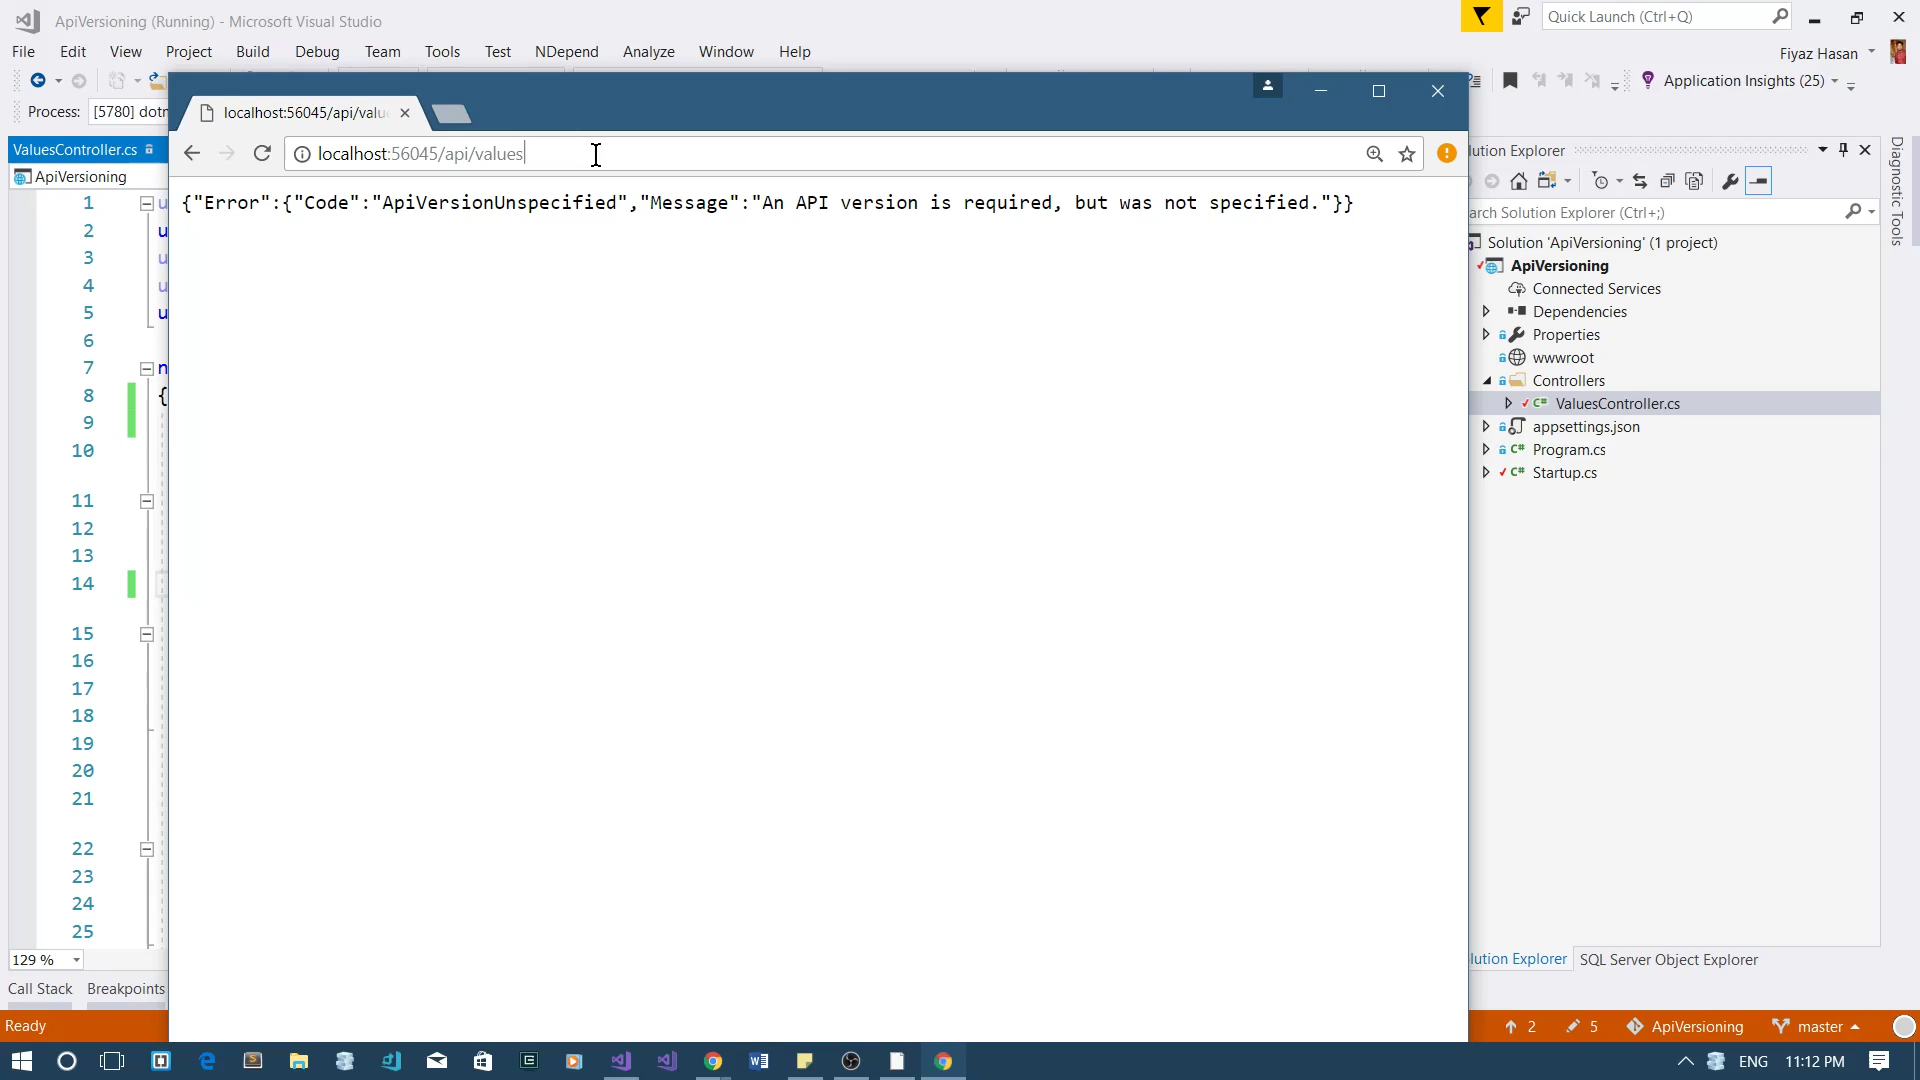 ApiVersioning (Running) - Microsoft Visual Studio
Quick Launch (Ctrl+Q)
File Edit View Project Build Debug Team Tools Test NDepend Analyze Window Help
Fiyaz Hasan
Application Insights (25)
Process: [5780] dotn
localhost:56045/api/valu
localhost:56045/api/values
ValuesController.cs
ApiVersioning
{"Error":{"Code":"ApiVersionUnspecified","Message":"An API version is required, but was not specified."}}
1 u
2 u
3 u
4 u
5 u
6
7 n
8 {
9
10
11
12
13
14
15
16
17
18
19
20
21
22
23
24
25
129 %
Call Stack Breakpoints
Ready
lution Explorer
arch Solution Explorer (Ctrl+;)
Solution 'ApiVersioning' (1 project)
ApiVersioning
Connected Services
Dependencies
Properties
wwwroot
Controllers
C# ValuesController.cs
appsettings.json
C# Program.cs
C# Startup.cs
Diagnostic Tools
lution Explorer SQL Server Object Explorer
2 5 ApiVersioning master
ENG 11:12 PM